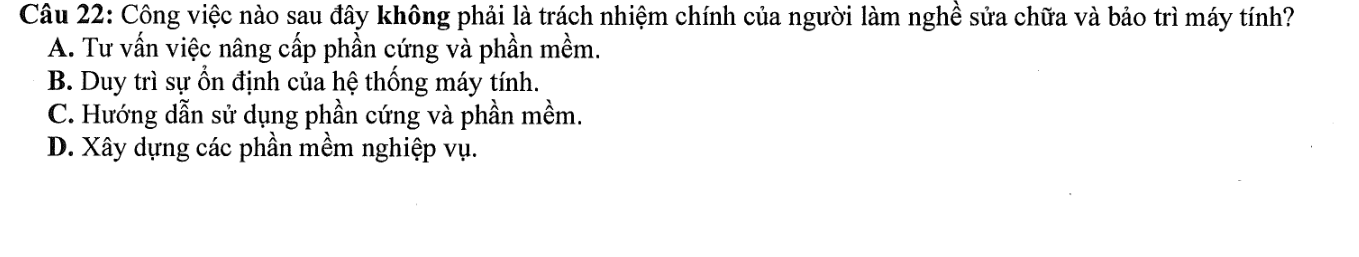 Câu 22: Công việc nào sau đây không phải là trách nhiệm chính của người làm nghề sửa chữa và bảo trì máy tính?
A. Tư vấn việc nâng cấp phần cứng và phần mềm.
B. Duy trì sự ổn định của hệ thống máy tính.
C. Hướng dẫn sử dụng phần cứng và phần mềm.
D. Xây dựng các phần mềm nghiệp vụ.